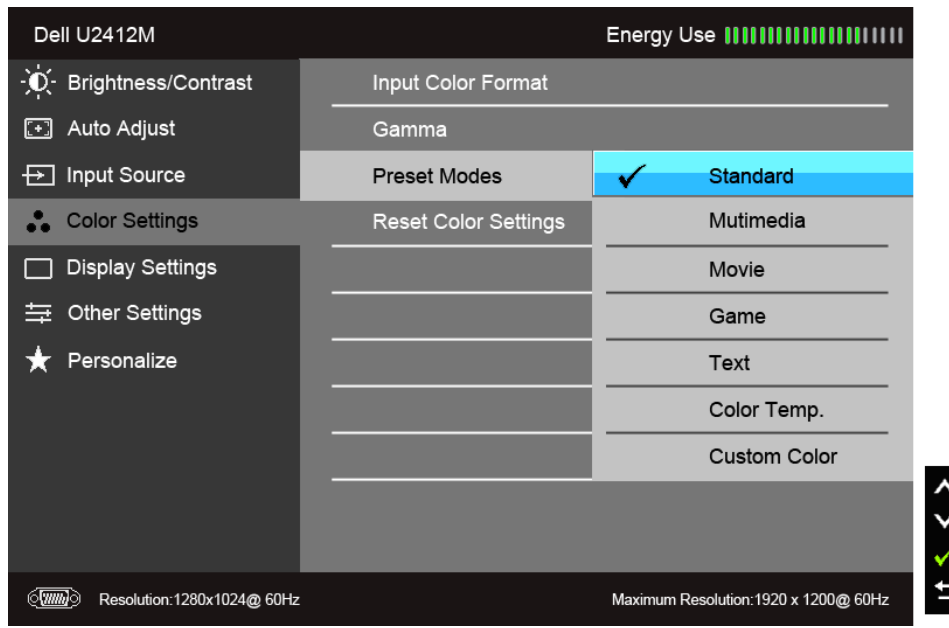 Dell U2412M
Energy Use
Brightness/Contrast
Auto Adjust
Input Source
Color Settings
Display Settings
Other Settings
Personalize
Input Color Format
Gamma
Preset Modes
Reset Color Settings
Standard
Mutimedia
Movie
Game
Text
Color Temp.
Custom Color
Resolution:1280x1024@ 60Hz
Maximum Resolution:1920 x 1200@ 60Hz